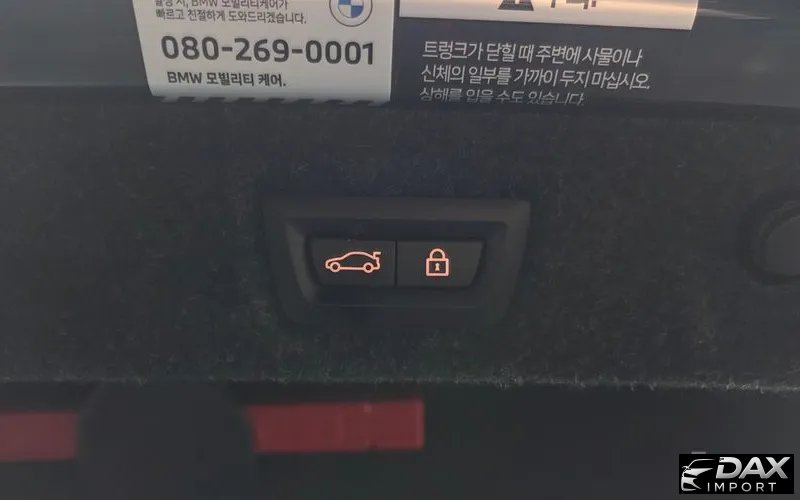 BMW 모빌리티케어가
빠르고 친절하게 도와드리겠습니다.
080-269-0001
BMW 모빌리티 케어.
트렁크가 닫힐 때 주변에 사물이나
신체의 일부를 가까이 두지 마십시오.
상해를 입을 수도 있습니다.
DAX
IMPORT